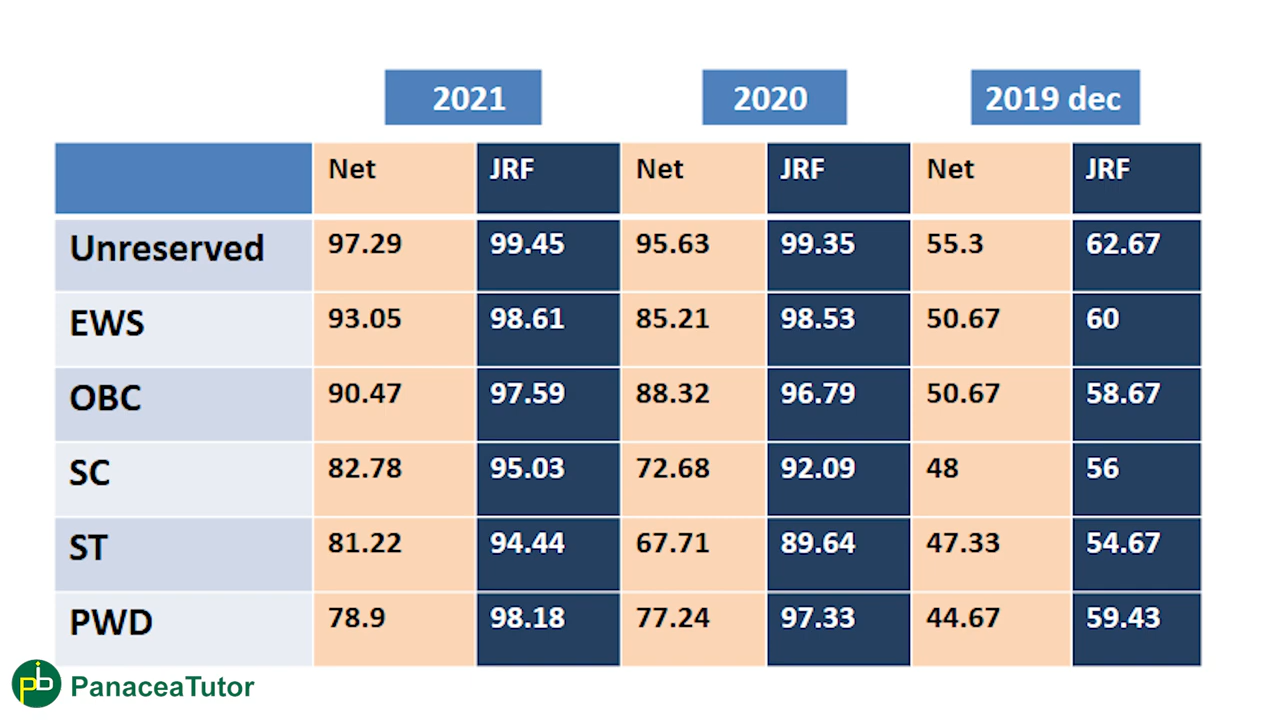 2021 2020 2019 dec
Net JRF Net JRF Net JRF
Unreserved 97.29 99.45 95.63 99.35 55.3 62.67
EWS 93.05 98.61 85.21 98.53 50.67 60
OBC 90.47 97.59 88.32 96.79 50.67 58.67
SC 82.78 95.03 72.68 92.09 48 56
ST 81.22 94.44 67.71 89.64 47.33 54.67
PWD 78.9 98.18 77.24 97.33 44.67 59.43
pb PanaceaTutor